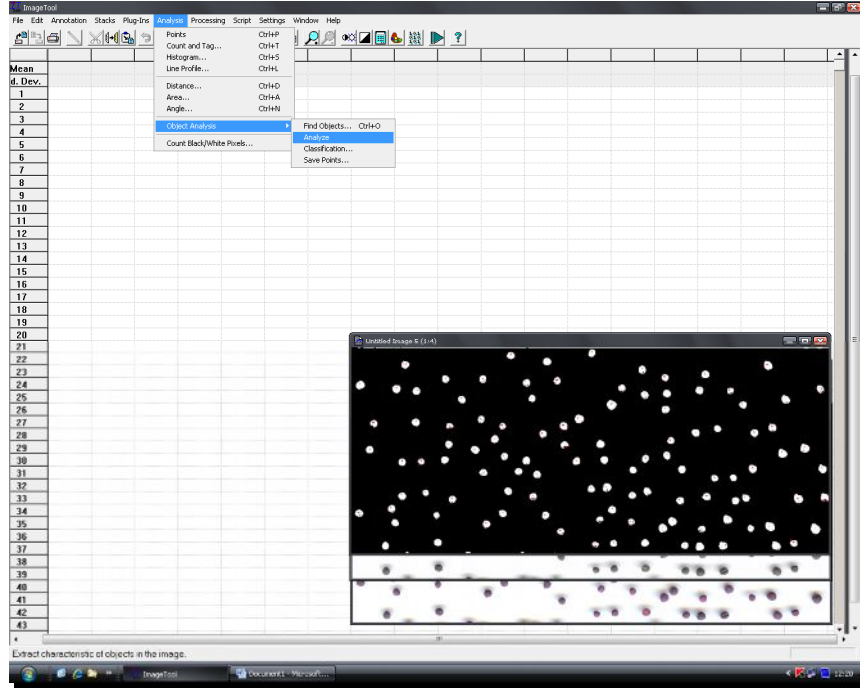 ImageTool
File Edit Annotation Stacks Plug-Ins Analysis Processing Script Settings Window Help
Points Ctrl+P
Count and Tag... Ctrl+T
Histogram... Ctrl+S
Line Profile... Ctrl+L
Distance... Ctrl+D
Area... Ctrl+A
Angle... Ctrl+N
Object Analysis
Count Black/White Pixels...
Find Objects... Ctrl+O
Analyze
Classification...
Save Points...
Mean
d. Dev.
1
2
3
4
5
6
7
8
9
10
11
12
13
14
15
16
17
18
19
20
21
22
23
24
25
26
27
28
29
30
31
32
33
34
35
36
37
38
39
40
41
42
43
Untitled Image 5 (1:4)
Extract characteristic of objects in the image.
ImageTool
Document1 - Microsoft...
12:20